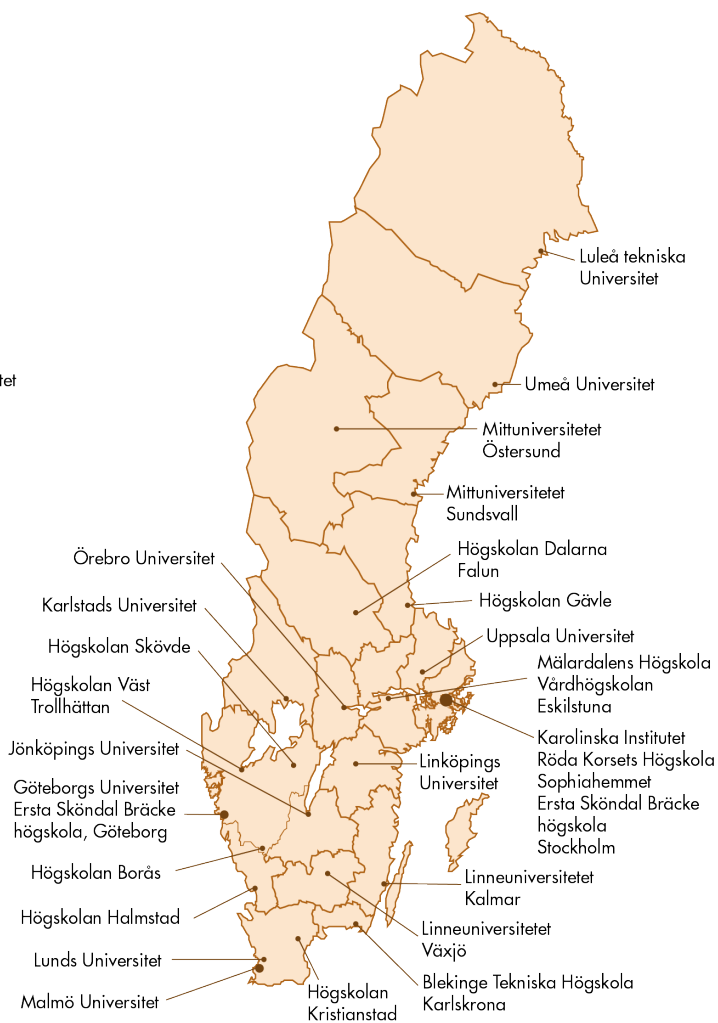 Luleå tekniska
Universitet
tet
Umeå Universitet
Mittuniversitetet
Östersund
Mittuniversitetet
Sundsvall
Högskolan Dalarna
Falun
Örebro Universitet
Högskolan Gävle
Karlstads Universitet
Uppsala Universitet
Högskolan Skövde
Mälardalens Högskola
Vårdhögskolan
Eskilstuna
Högskolan Väst
Trollhättan
Karolinska Institutet
Röda Korsets Högskola
Sophiahemmet
Ersta Sköndal Bräcke
högskola
Stockholm
Jönköpings Universitet
Linköpings
Universitet
Göteborgs Universitet
Ersta Sköndal Bräcke
högskola, Göteborg
Högskolan Borås
Linneuniversitetet
Kalmar
Högskolan Halmstad
Linneuniversitetet
Växjö
Lunds Universitet
Blekinge Tekniska Högskola
Karlskrona
Högskolan
Kristianstad
Malmö Universitet